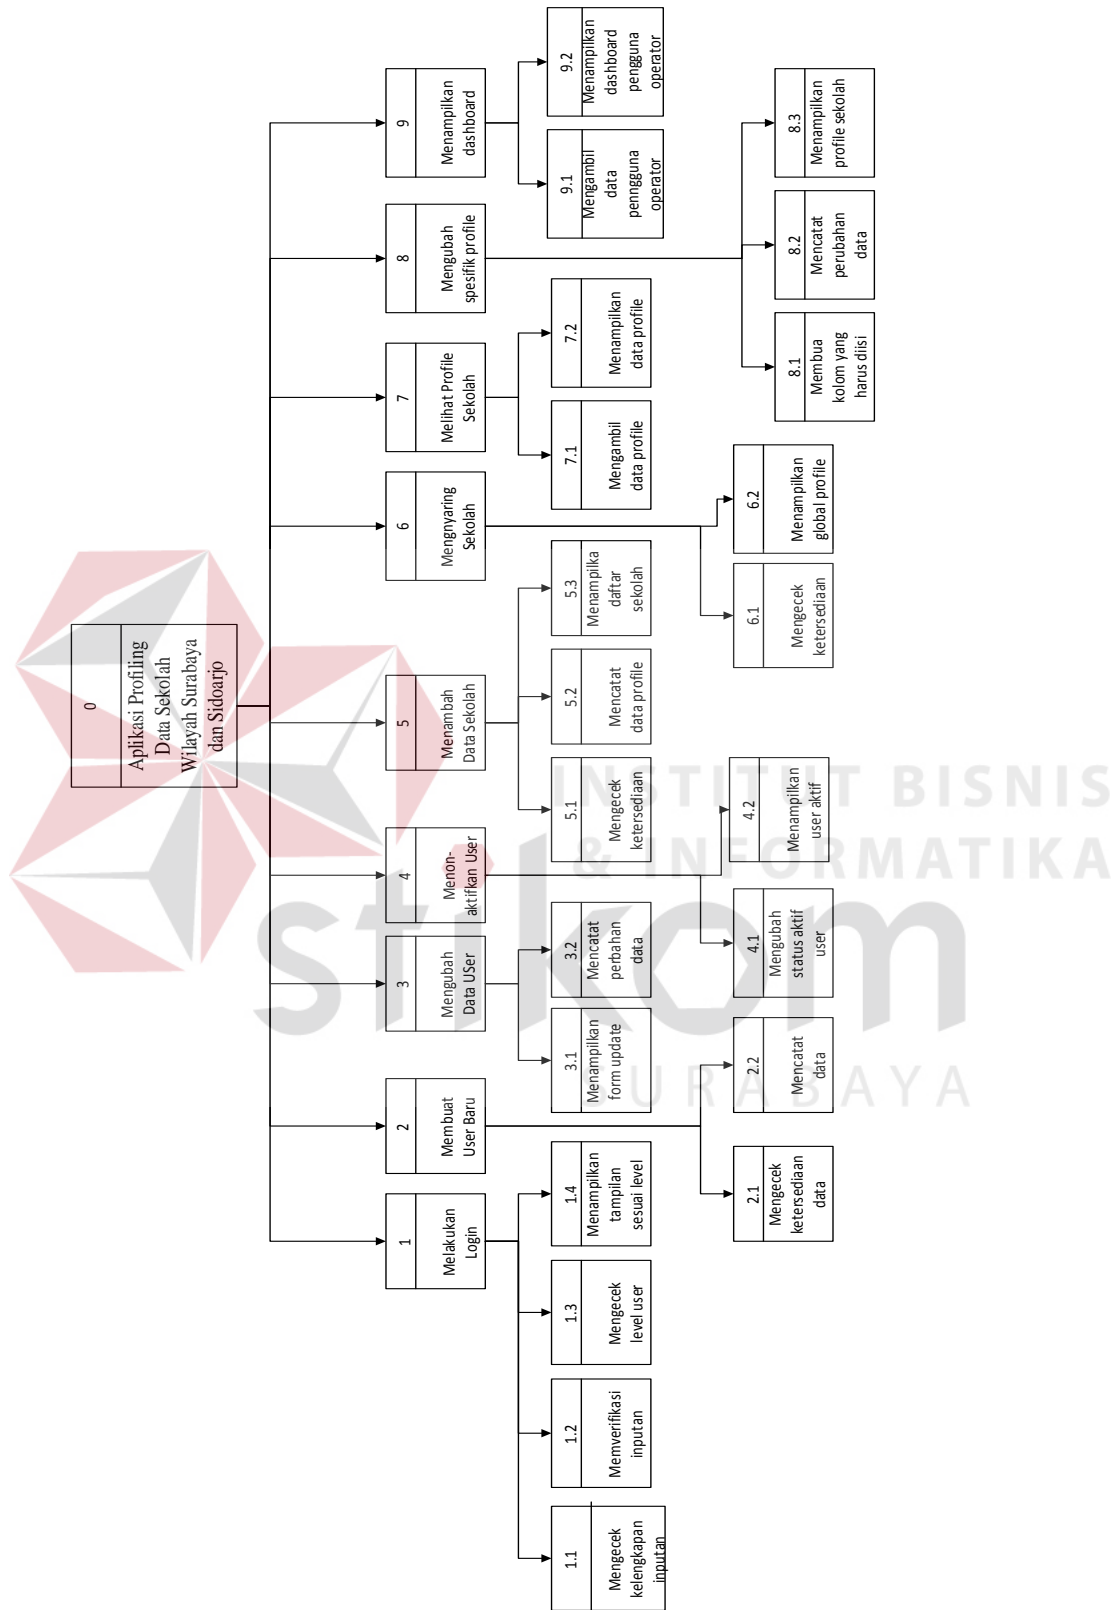 0
Aplikasi Profiling
Data Sekolah
Wilayah Surabaya
dan Sidoarjo
1
Melakukan
Login
2
Membuat
User Baru
3
Mengubah
Data USer
4
Menon-
aktifkan User
5
Menambah
Data Sekolah
6
Mengnyaring
Sekolah
7
Melihat Profile
Sekolah
8
Mengubah
spesifik profile
9
Menampilkan
dashboard
1.1
Mengecek
kelengkapan
inputan
1.2
Memverifikasi
inputan
1.3
Mengecek
level user
1.4
Menampilkan
tampilan
sesuai level
2.1
Mengecek
ketersediaan
data
2.2
Mencatat
data
3.1
Menampilkan
form update
3.2
Mencatat
perbahan
data
4.1
Mengubah
status aktif
user
4.2
Menampilkan
user aktif
5.1
Mengecek
ketersediaan
5.2
Mencatat
data profile
5.3
Menampilka
daftar
sekolah
6.1
Mengecek
ketersediaan
6.2
Menampilkan
global profile
7.1
Mengambil
data profile
7.2
Menampilkan
data profile
8.1
Membua
kolom yang
harus diisi
8.2
Mencatat
perubahan
data
8.3
Menampilkan
profile sekolah
9.1
Mengambil
data
penngguna
operator
9.2
Menampilkan
dashboard
pengguna
operator
INSTITUT BISNIS
& INFORMATIKA
stikom
SURABAYA